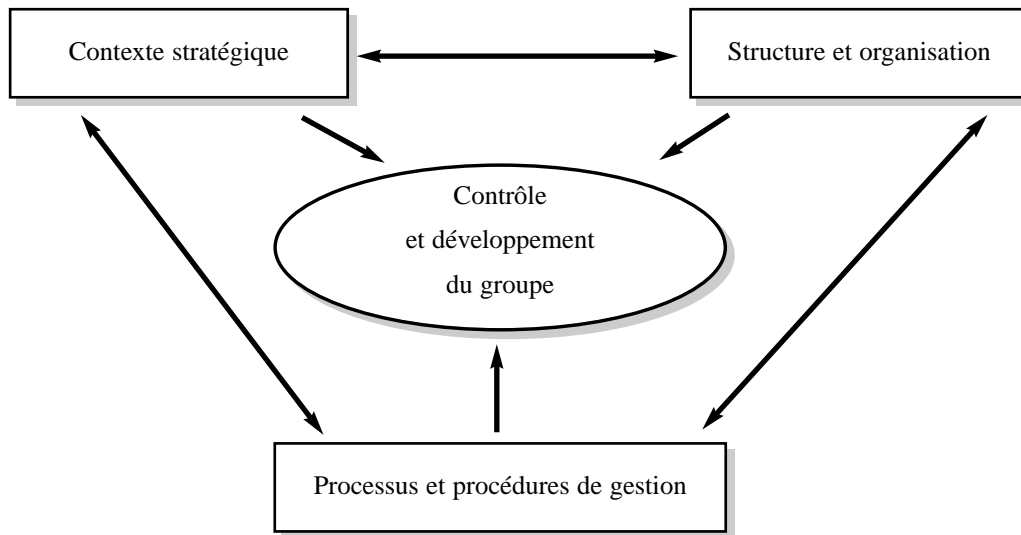 Contexte stratégique
Structure et organisation
Contrôle
et développement
du groupe
Processus et procédures de gestion